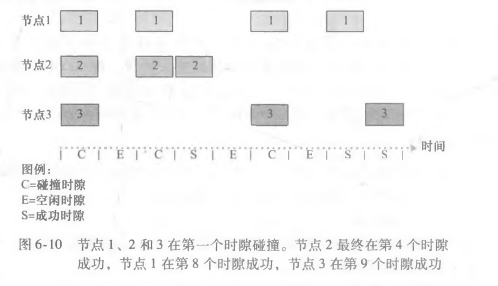 节点1 1 1 1 1
节点2 2 2 2
节点3 3 3 3
| C | E | C | S | E | C | E | S | S | 时间
图例:
C=碰撞时隙
E=空闲时隙
S=成功时隙
图 6-10 节点 1、2 和 3 在第一个时隙碰撞。节点 2 最终在第 4 个时隙
成功，节点 1 在第 8 个时隙成功，节点 3 在第 9 个时隙成功